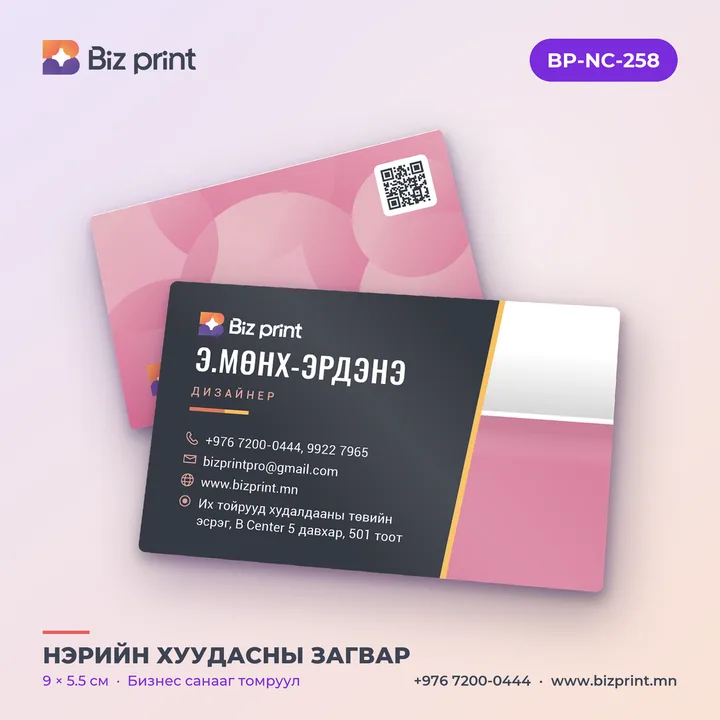 Biz print
BP-NC-258
Biz print
Э.МӨНХ-ЭРДЭНЭ
ДИЗАЙНЕР
+976 7200-0444, 9922 7965
bizprintpro@gmail.com
www.bizprint.mn
Их тойрууд худалдааны төвийн
эсрэг, B Center 5 давхар, 501 тоот
НЭРИЙН ХУУДАСНЫ ЗАГВАР
9 × 5.5 см · Бизнес санааг томруул
+976 7200-0444 · www.bizprint.mn